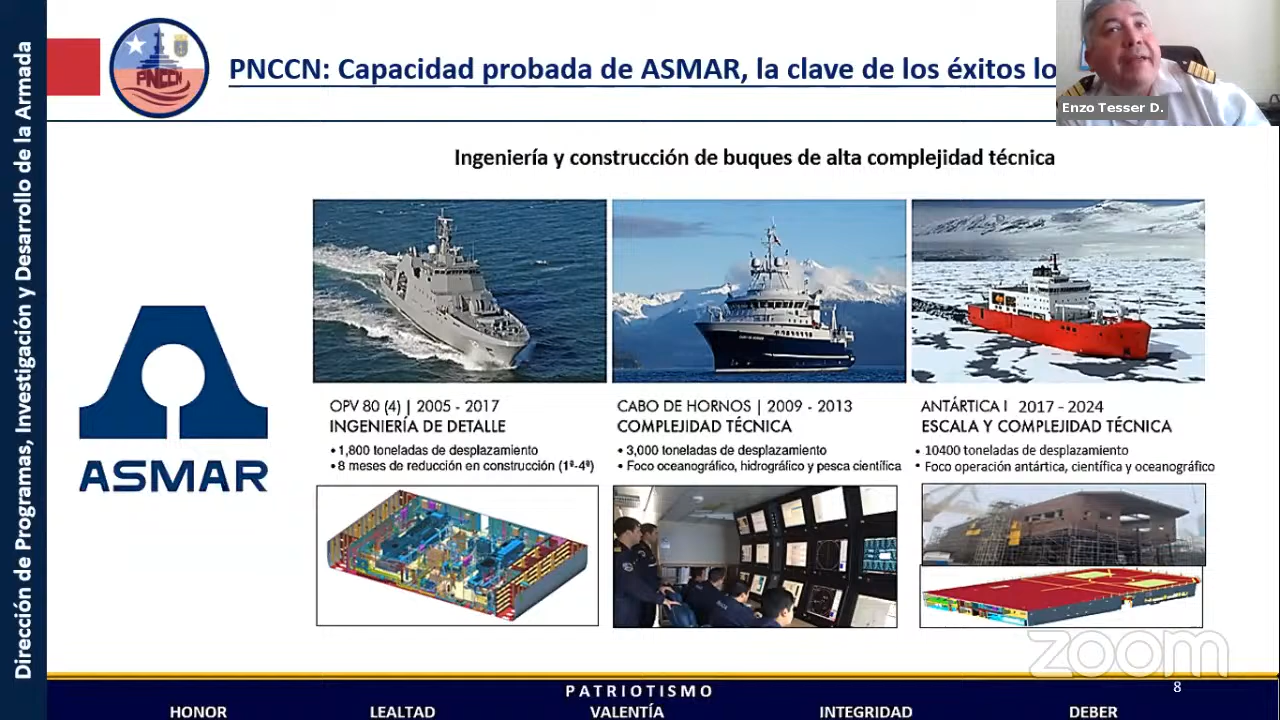 Dirección de Programas, Investigación y Desarrollo de la Armada
PNCCN
PNCCN: Capacidad probada de ASMAR, la clave de los éxitos lo
Enzo Tesser D.
Ingeniería y construcción de buques de alta complejidad técnica
ASMAR
OPV 80 (4) | 2005 - 2017
INGENIERÍA DE DETALLE
• 1,800 toneladas de desplazamiento
• 8 meses de reducción en construcción (1ª-4ª)
CABO DE HORNOS | 2009 - 2013
COMPLEJIDAD TÉCNICA
• 3,000 toneladas de desplazamiento
• Foco oceanográfico, hidrográfico y pesca científica
ANTÁRTICA I 2017 - 2024
ESCALA Y COMPLEJIDAD TÉCNICA
• 10400 toneladas de desplazamiento
• Foco operación antártica, científica y oceanográfico
zoom
8
PATRIOTISMO
HONOR LEALTAD VALENTÍA INTEGRIDAD DEBER